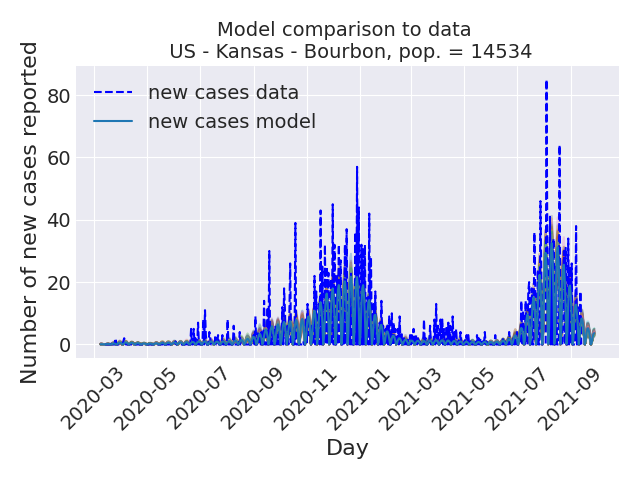 Model comparison to data
US - Kansas - Bourbon, pop. = 14534
Number of new cases reported
80
60
40
20
0
new cases data
new cases model
2020-03
2020-05
2020-07
2020-09
2020-11
2021-01
2021-03
2021-05
2021-07
2021-09
Day